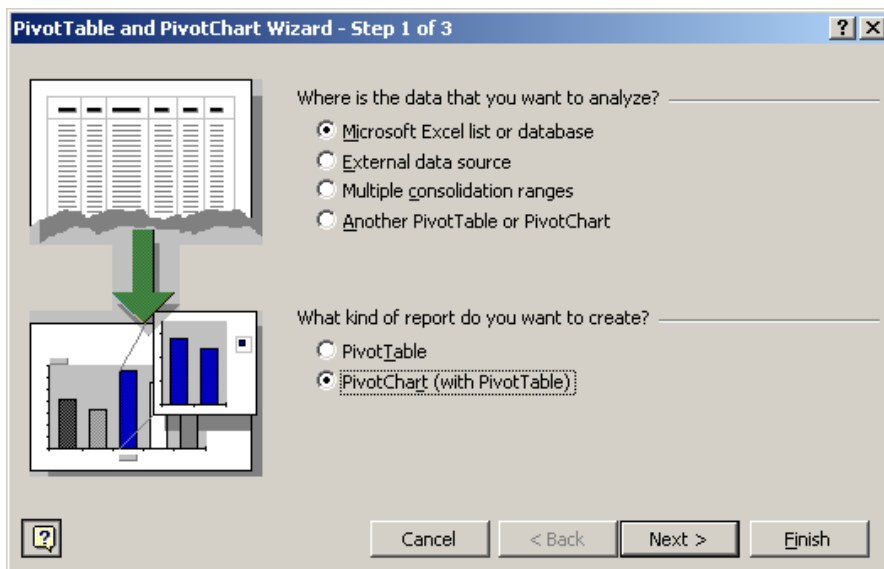 PivotTable and PivotChart Wizard - Step 1 of 3
Where is the data that you want to analyze?
Microsoft Excel list or database
External data source
Multiple consolidation ranges
Another PivotTable or PivotChart
What kind of report do you want to create?
PivotTable
PivotChart (with PivotTable)
Cancel
< Back
Next >
Finish